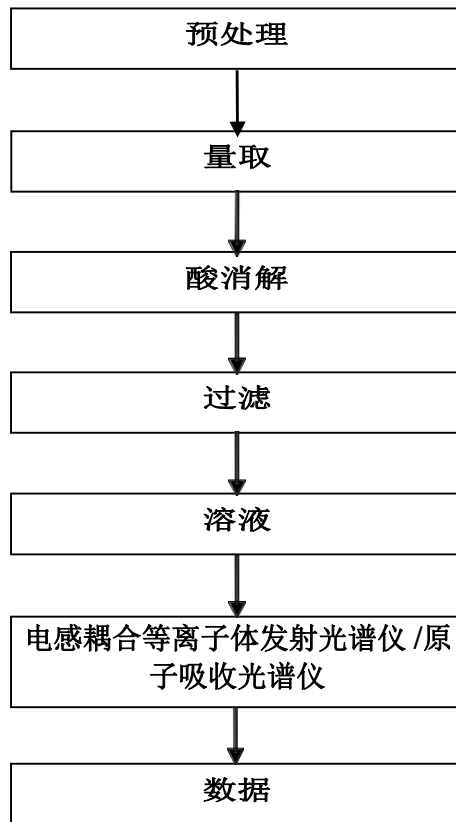 预处理
量取
酸消解
过滤
溶液
电感耦合等离子体发射光谱仪 /原
子吸收光谱仪
数据